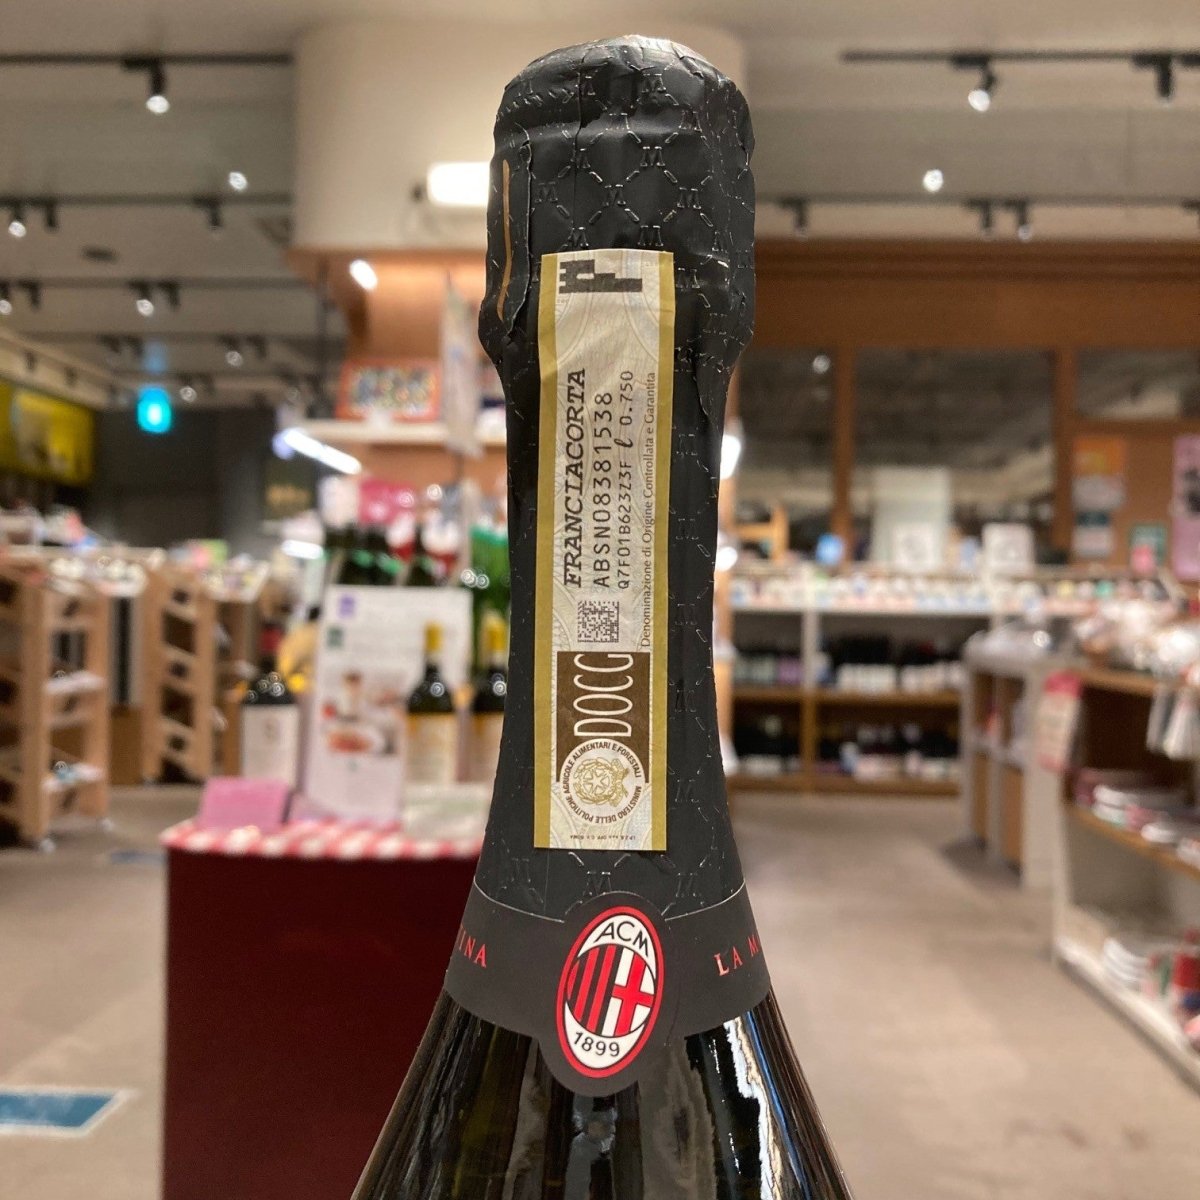 FRANCIACORTA
ABSN08381538
Q7F01B623Z3F ℓ 0.750
Denominazione di Origine Controllata e Garantita
DOCG
MINISTERO DELLE POLITICHE AGRICOLE ALIMENTARI E FORESTALI
INA
ACM
1899
LA M